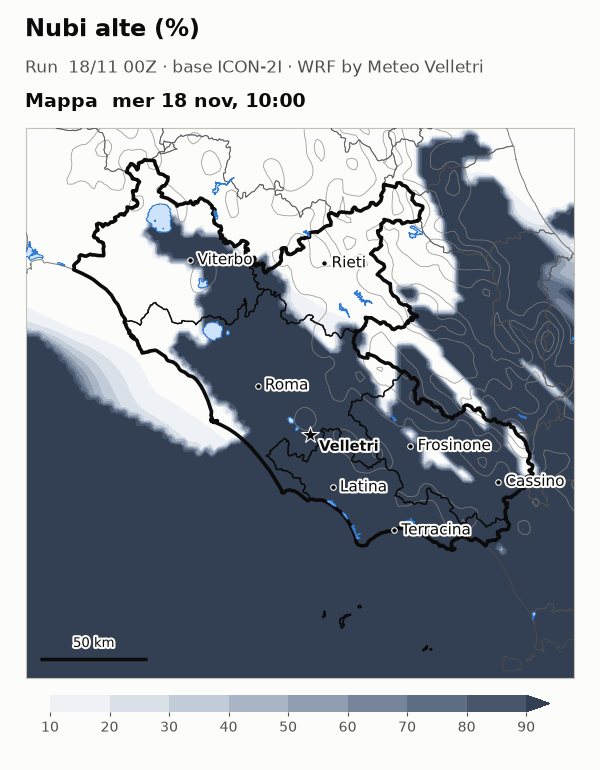 Nubi alte (%)
Run  18/11 00Z · base ICON-2I · WRF by Meteo Velletri
Mappa  mer 18 nov, 10:00
Viterbo
Rieti
Roma
Velletri
Frosinone
Latina
Cassino
Terracina
50 km
10 20 30 40 50 60 70 80 90